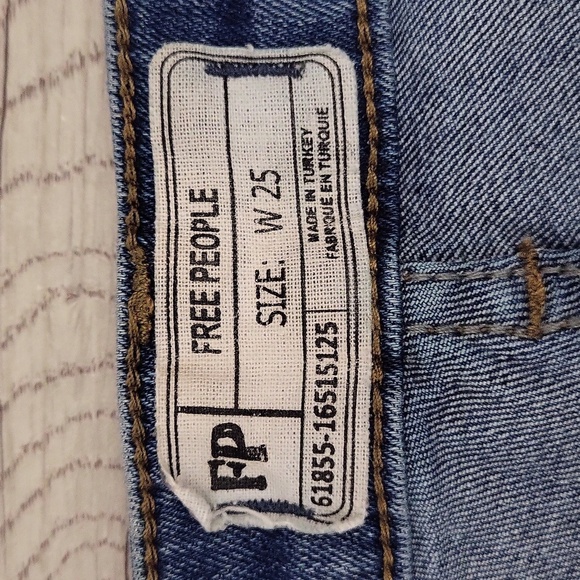 FREE PEOPLE
FP
SIZE: W 25
MADE IN TURKEY
FABRIQUE EN TURQUIE
61855-16515125